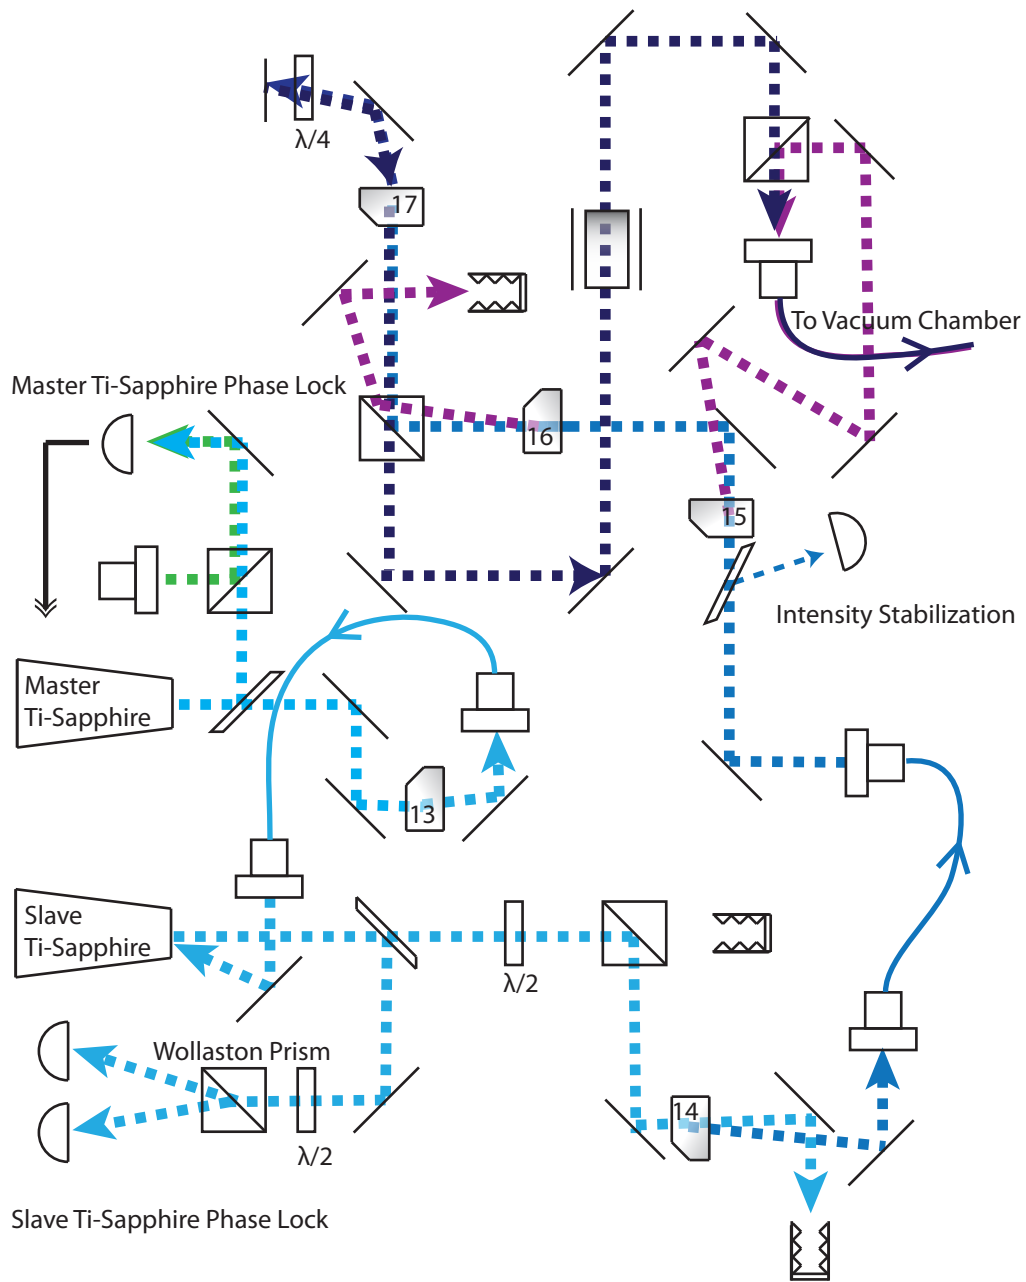 λ/4
17
To Vacuum Chamber
Master Ti-Sapphire Phase Lock
16
15
Intensity Stabilization
Master
Ti-Sapphire
13
Slave
Ti-Sapphire
λ/2
Wollaston Prism
14
λ/2
Slave Ti-Sapphire Phase Lock